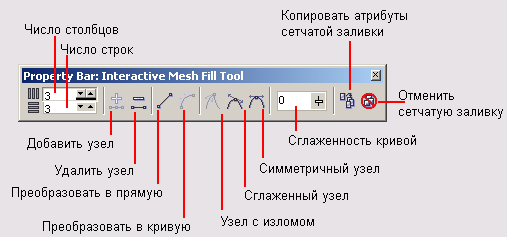 Копировать атрибуты
сетчатой заливки
Число столбцов
Число строк
Property Bar: Interactive Mesh Fill Tool
3
3
0
Отменить
сетчатую заливку
Добавить узел
Сглаженность кривой
Удалить узел
Симметричный узел
Преобразовать в прямую
Сглаженный узел
Преобразовать в кривую
Узел с изломом